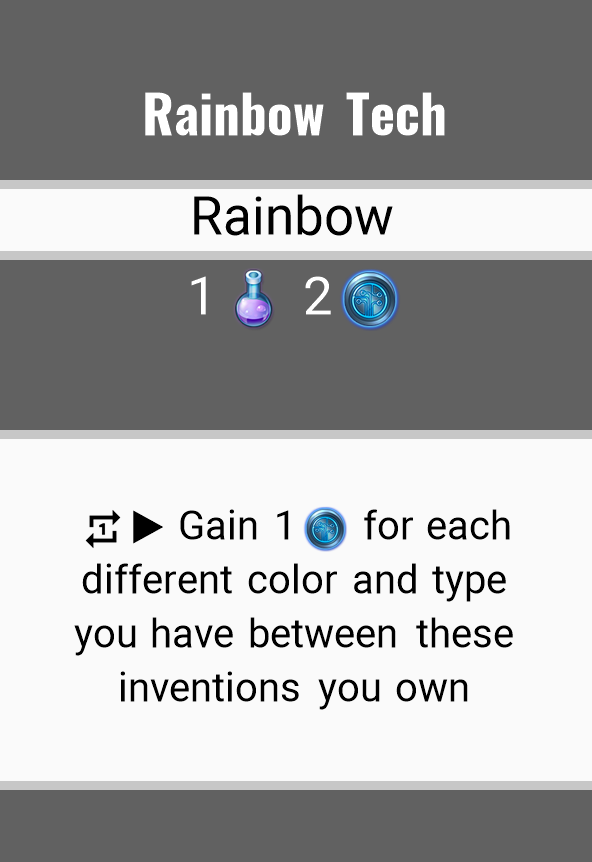 Rainbow Tech
Rainbow
1 2
1 ▶ Gain 1 for each
different color and type
you have between these
inventions you own